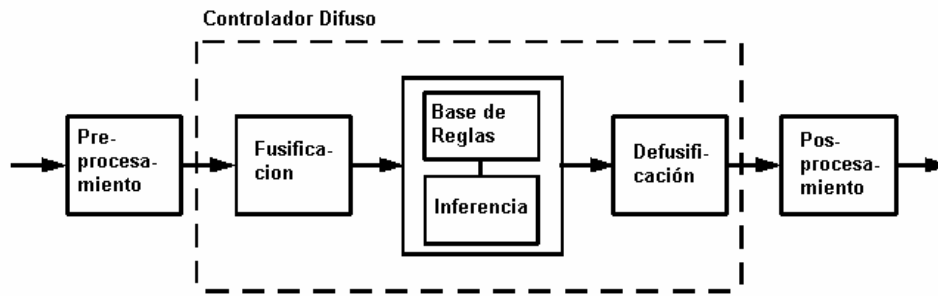 Controlador Difuso
Pre-
procesa-
miento
Fusifica-
cion
Base de
Reglas
Inferencia
Defusifi-
cación
Pos-
procesa-
miento